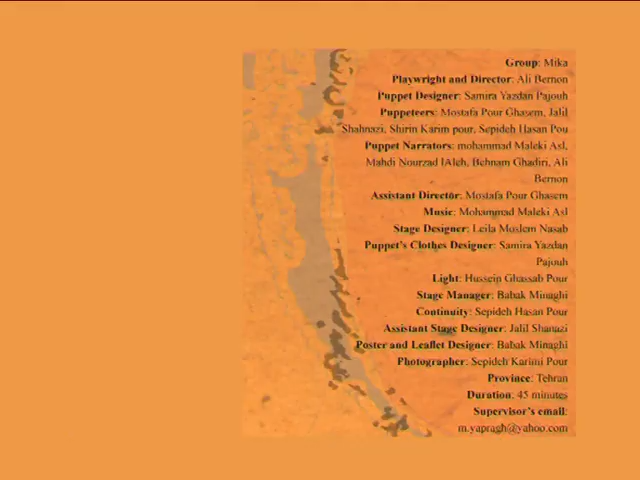 Group: Mika
Playwright and Director: Ali Bernon
Puppet Designer: Samira Yazdan Pajouh
Puppeteers: Mostafa Pour Ghasem, Jalil
Shahnazi, Shirin Karim pour, Sepideh Hasan Pou
Puppet Narrators: mohammad Maleki Asl,
Mahdi Nourzad IAleh, Behnam Ghadiri, Ali
Bernon
Assistant Director: Mostafa Pour Ghasem
Music: Mohammad Maleki Asl
Stage Designer: Leila Moslem Nasab
Puppet's Clothes Designer: Samira Yazdan
Pajouh
Light: Hussein Ghassab Pour
Stage Manager: Babak Minaghi
Continuity: Sepideh Hasan Pour
Assistant Stage Designer: Jalil Shanazi
Poster and Leaflet Designer: Babak Minaghi
Photographer: Sepideh Karimi Pour
Province: Tehran
Duration: 45 minutes
Supervisor's email:
m.yapragh@yahoo.com